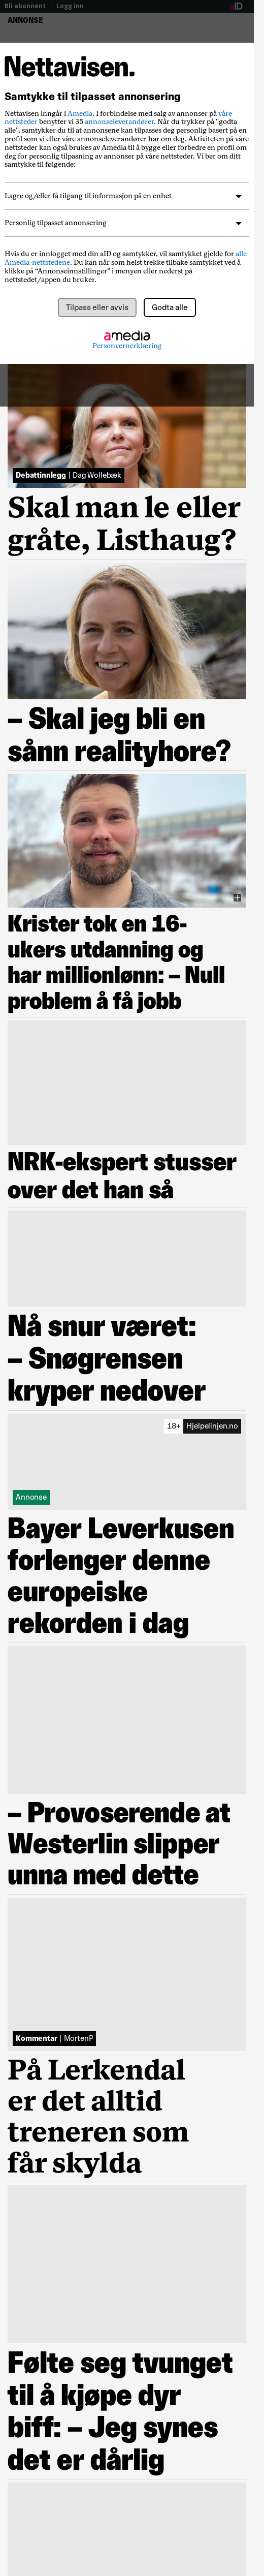 Bli abonnent | Logg inn
aID
ANNONSE
Nettavisen.
Samtykke til tilpasset annonsering
Nettavisen inngår i Amedia. I forbindelse med salg av annonser på våre
nettsteder benytter vi 35 annonseleverandører. Når du trykker på "godta
alle", samtykker du til at annonsene kan tilpasses deg personlig basert på en
profil vi eller våre annonseleverandører har om deg. Aktiviteten på våre
nettsteder kan også brukes av Amedia til å bygge eller forbedre en profil om
deg for personlig tilpasning av annonser på våre nettsteder. Vi ber om ditt
samtykke til følgende:
Lagre og/eller få tilgang til informasjon på en enhet
Personlig tilpasset annonsering
Hvis du er innlogget med din aID og samtykker, vil samtykket gjelde for alle
Amedia-nettstedene. Du kan når som helst trekke tilbake samtykket ved å
klikke på “Annonseinnstillinger” i menyen eller nederst på
nettstedet/appen du bruker.
Tilpass eller avvis
Godta alle
amedia
Personvernerklæring
Debattinnlegg | Dag Wollebæk
Skal man le eller
gråte, Listhaug?
– Skal jeg bli en
sånn realityhore?
Krister tok en 16-
ukers utdanning og
har millionlønn: – Null
problem å få jobb
NRK-ekspert stusser
over det han så
Nå snur været:
– Snøgrensen
kryper nedover
18+ Hjelpelinjen.no
Annonse
Bayer Leverkusen
forlenger denne
europeiske
rekorden i dag
– Provoserende at
Westerlin slipper
unna med dette
Kommentar | MortenP
På Lerkendal
er det alltid
treneren som
får skylda
Følte seg tvunget
til å kjøpe dyr
biff: – Jeg synes
det er dårlig